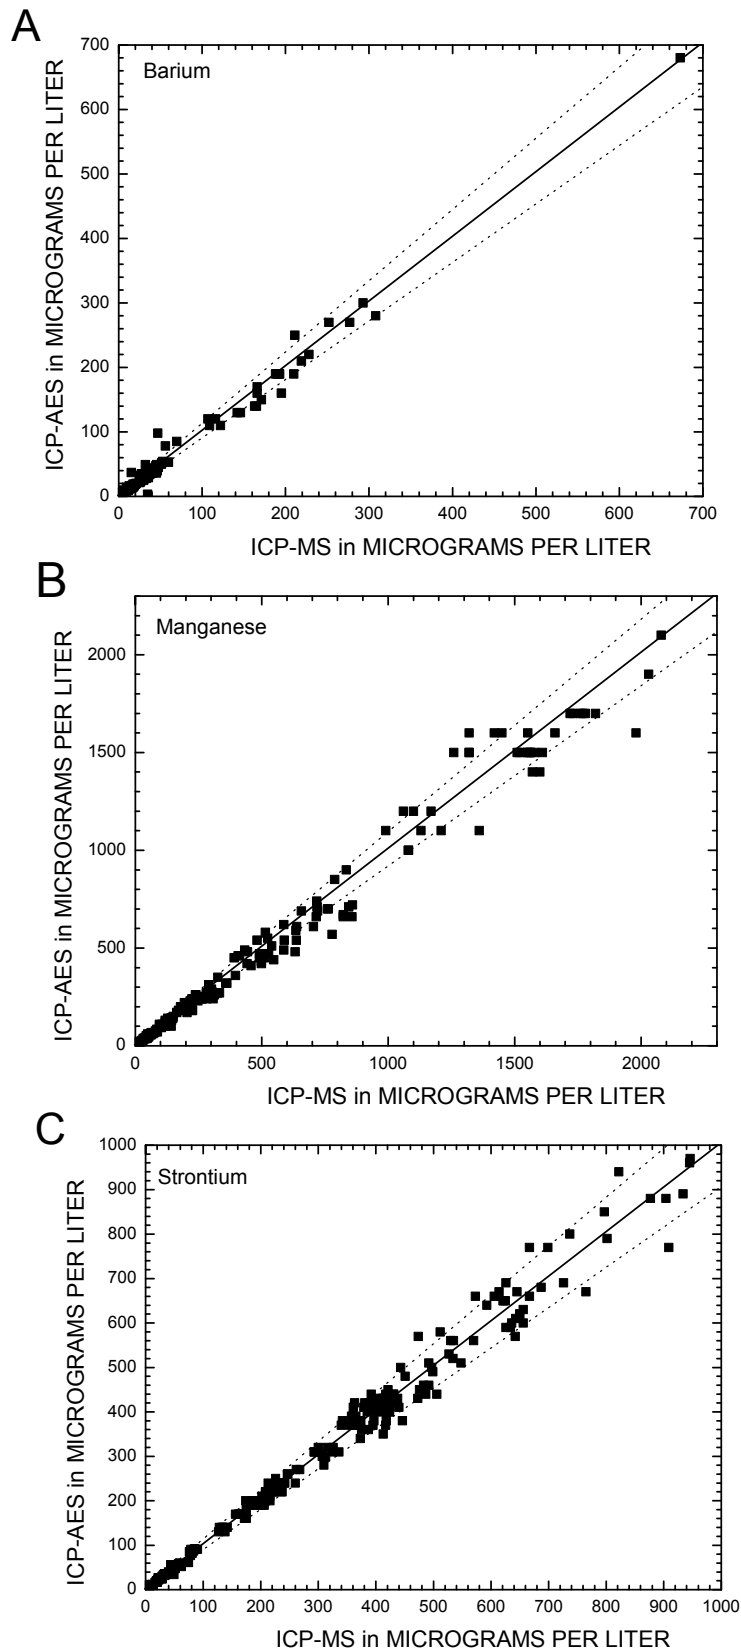 A
700
Barium
600
500
400
300
200
100
0
0 100 200 300 400 500 600 700
ICP-AES in MICROGRAMS PER LITER
ICP-MS in MICROGRAMS PER LITER
B
Manganese
2000
1500
1000
500
0
0 500 1000 1500 2000
ICP-AES in MICROGRAMS PER LITER
ICP-MS in MICROGRAMS PER LITER
C
1000
Strontium
900
800
700
600
500
400
300
200
100
0
0 100 200 300 400 500 600 700 800 900 1000
ICP-AES in MICROGRAMS PER LITER
ICP-MS in MICROGRAMS PER LITER